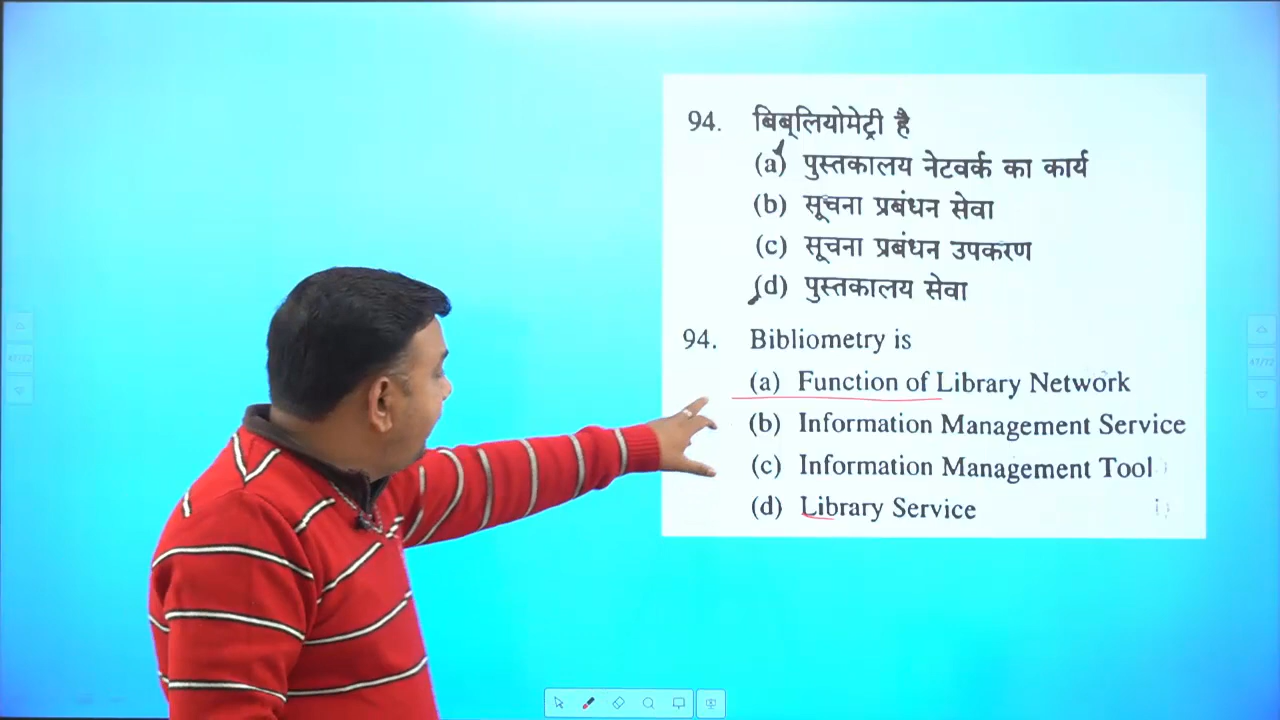 94. बिब्लियोमेट्री है
(a) पुस्तकालय नेटवर्क का कार्य
(b) सूचना प्रबंधन सेवा
(c) सूचना प्रबंधन उपकरण
(d) पुस्तकालय सेवा
94. Bibliometry is
(a) Function of Library Network
(b) Information Management Service
(c) Information Management Tool
(d) Library Service